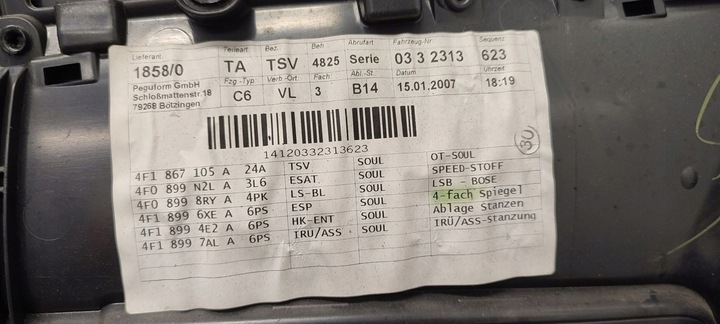 Lieferant Teileart Bez. Beh Abrufart Fahrzeug-Nr Sequenz
1858/0 TA TSV 4825 Serie 03 3 2313 623
Peguform GmbH
Schloßmattenstr.18
79268 Bötzingen
Fzg.-Typ Verb.-Ort. Fach Abl.-St. Datum Uhrzeit
C6 VL 3 B14 15.01.2007 18:19
14120332313623
30
4F1 867 105 A 24A TSV SOUL OT-SOUL
4F0 899 N2L A 3L6 ESAT SOUL SPEED-STOFF
4F0 899 8RY A 4PK LS-BL SOUL LSB - BOSE
4F1 899 6XE A 6PS ESP SOUL 4-fach Spiegel
4F1 899 4E2 A 6PS HK-ENT SOUL Ablage Stanzen
4F1 899 7AL A 6PS IRÜ/ASS SOUL IRÜ/ASS-Stanzung